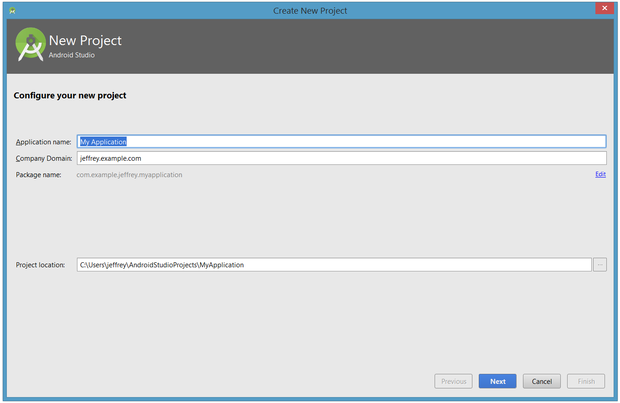 Create New Project
New Project
Android Studio
Configure your new project
Application name: My Application
Company Domain: jeffrey.example.com
Package name: com.example.jeffrey.myapplication Edit
Project location: C:\Users\jeffrey\AndroidStudioProjects\MyApplication ...
Previous Next Cancel Finish